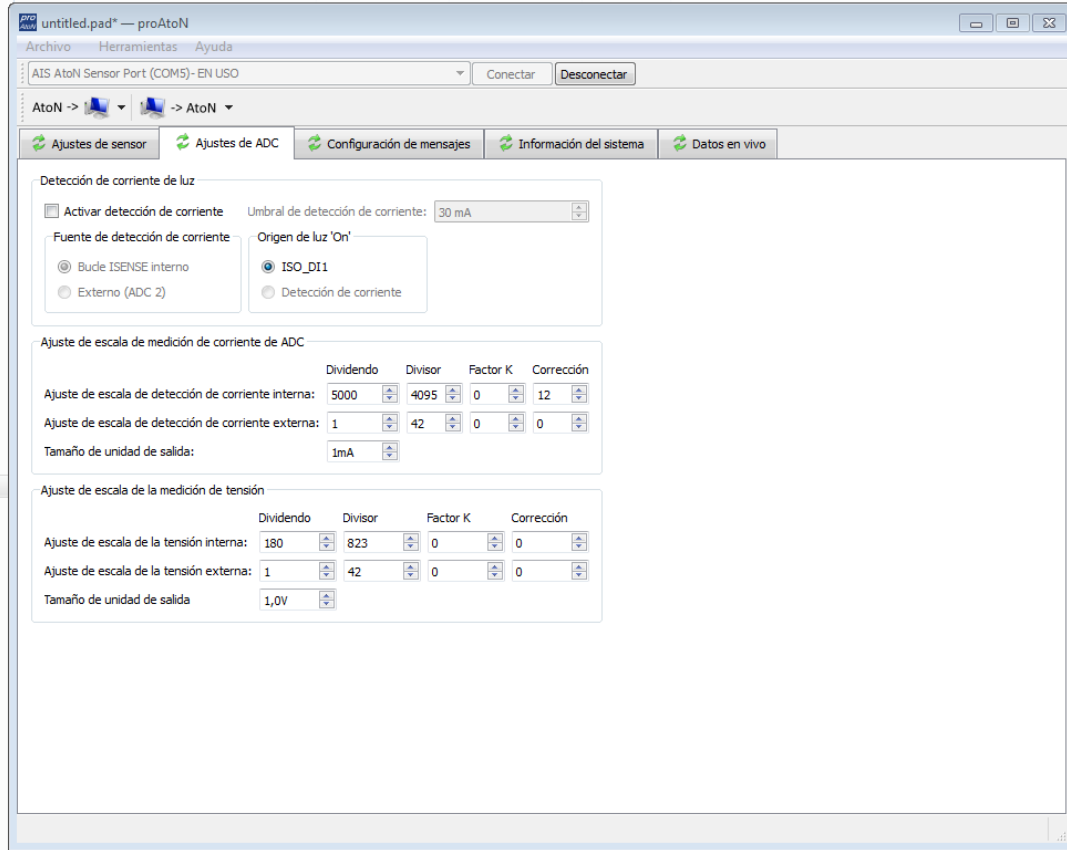 pro AtoN untitled.pad* — proAtoN
Archivo Herramientas Ayuda
AIS AtoN Sensor Port (COM5)- EN USO Conectar Desconectar
AtoN -> -> AtoN
Ajustes de sensor Ajustes de ADC Configuración de mensajes Información del sistema Datos en vivo
Detección de corriente de luz
Activar detección de corriente Umbral de detección de corriente: 30 mA
Fuente de detección de corriente Origen de luz 'On'
Bucle ISENSE interno ISO_DI1
Externo (ADC 2) Detección de corriente
Ajuste de escala de medición de corriente de ADC
Dividendo Divisor Factor K Corrección
Ajuste de escala de detección de corriente interna: 5000 4095 0 12
Ajuste de escala de detección de corriente externa: 1 42 0 0
Tamaño de unidad de salida: 1mA
Ajuste de escala de la medición de tensión
Dividendo Divisor Factor K Corrección
Ajuste de escala de la tensión interna: 180 823 0 0
Ajuste de escala de la tensión externa: 1 42 0 0
Tamaño de unidad de salida 1,0V